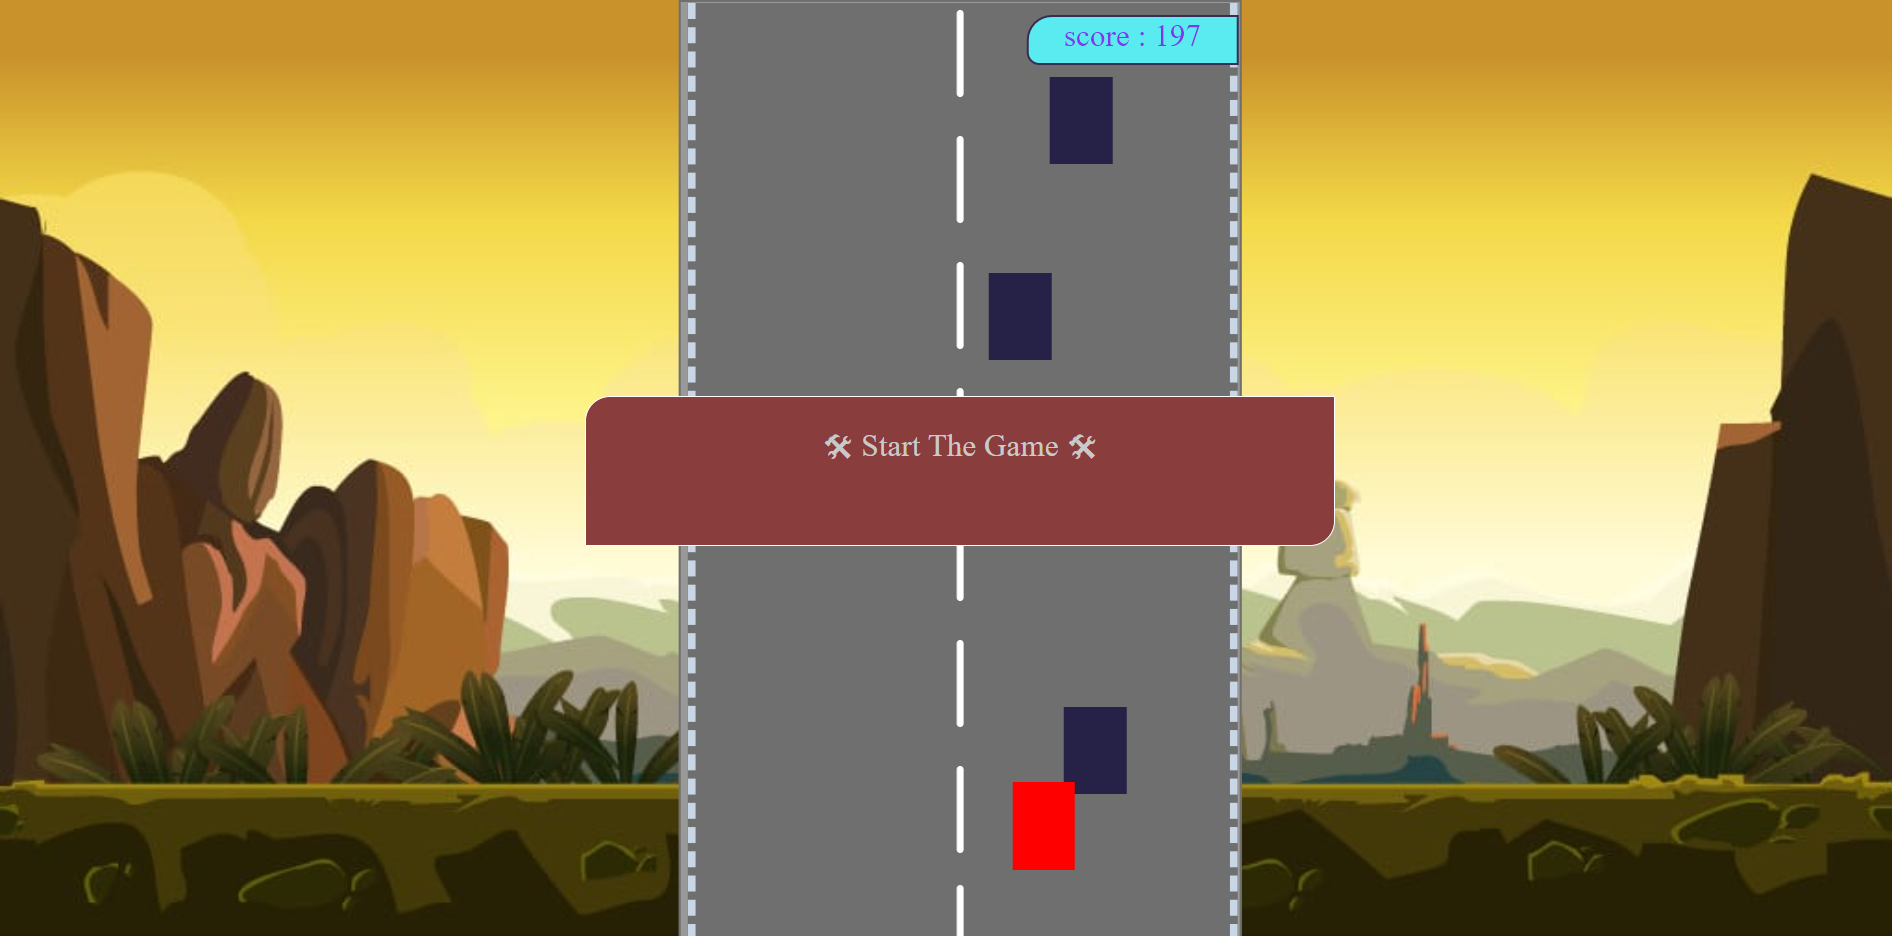 score : 197
🛠 Start The Game 🛠